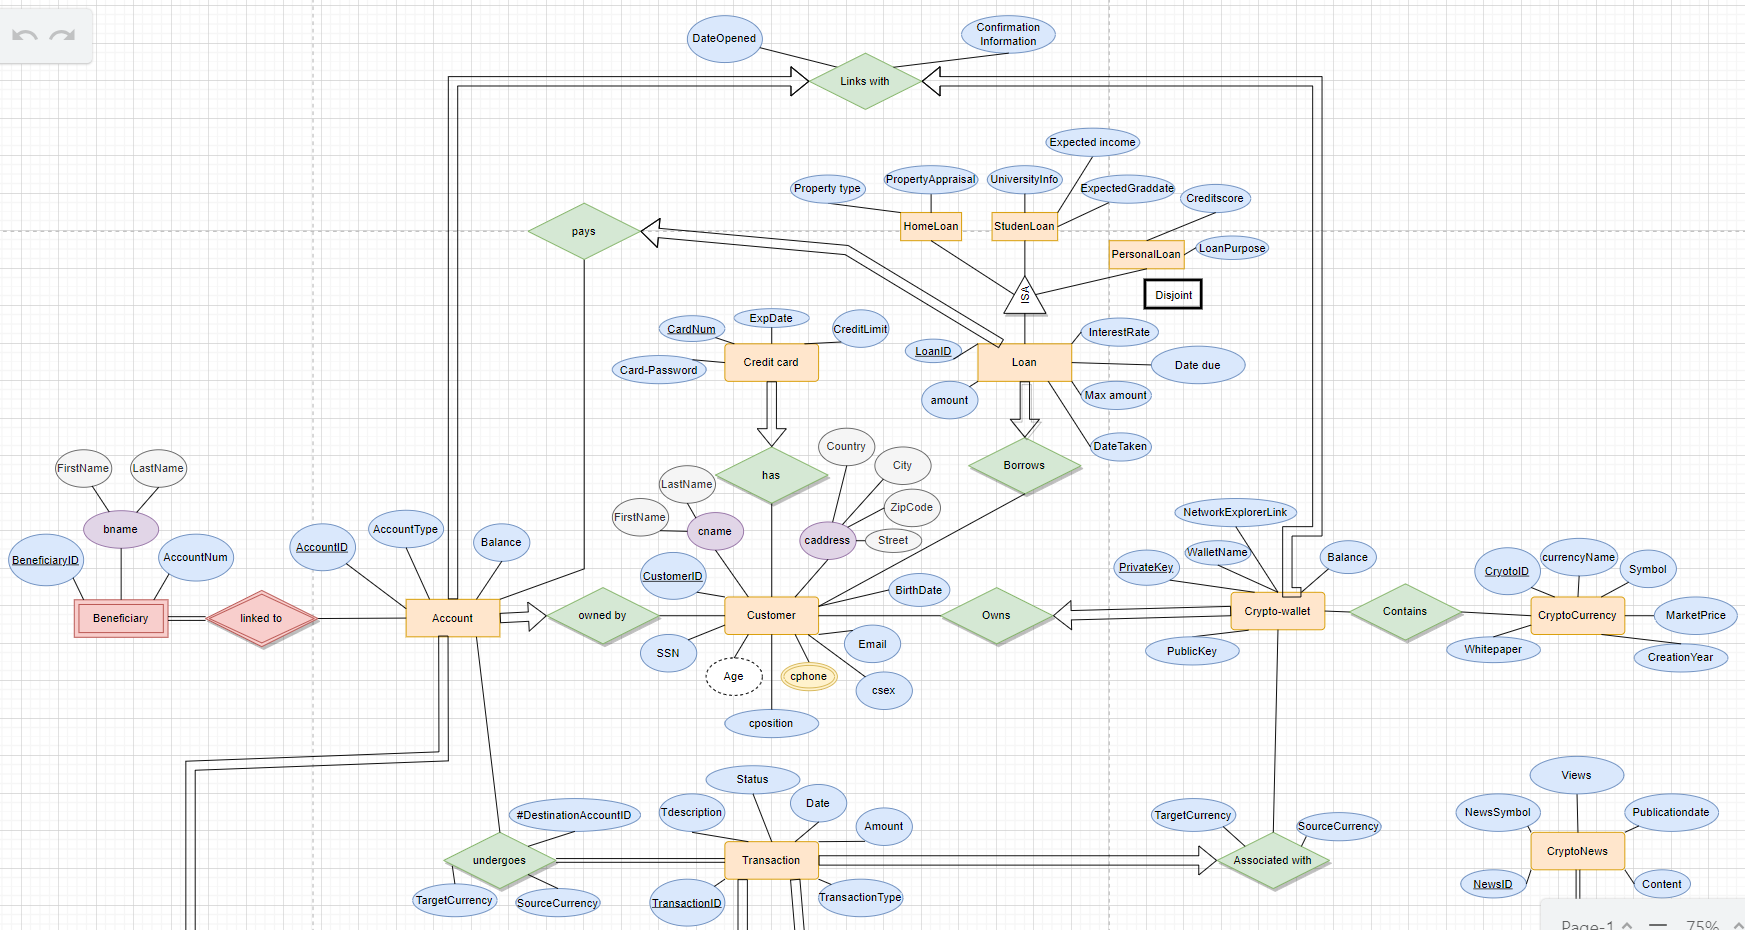 DateOpened
Confirmation
Information
Links with
Expected income
Property type
PropertyAppraisal
UniversityInfo
ExpectedGraddate
Creditscore
HomeLoan
StudenLoan
pays
PersonalLoan
LoanPurpose
ISA
Disjoint
CardNum
ExpDate
CreditLimit
InterestRate
LoanID
Credit card
Loan
Date due
Card-Password
amount
Max amount
Country
DateTaken
FirstName
LastName
has
City
Borrows
LastName
ZipCode
NetworkExplorerLink
FirstName
bname
AccountType
cname
caddress
Street
BeneficiaryID
AccountNum
AccountID
Balance
WalletName
Balance
currencyName
PrivateKey
CryotoID
Symbol
CustomerID
BirthDate
Beneficiary
linked to
Account
owned by
Customer
Owns
Crypto-wallet
Contains
CryptoCurrency
MarketPrice
SSN
Email
PublicKey
Whitepaper
CreationYear
Age
cphone
csex
cposition
Status
Views
Tdescription
Date
#DestinationAccountID
Amount
TargetCurrency
SourceCurrency
NewsSymbol
Publicationdate
undergoes
Transaction
Associated with
CryptoNews
NewsID
Content
TargetCurrency
SourceCurrency
TransactionID
TransactionType
Page-1
75%